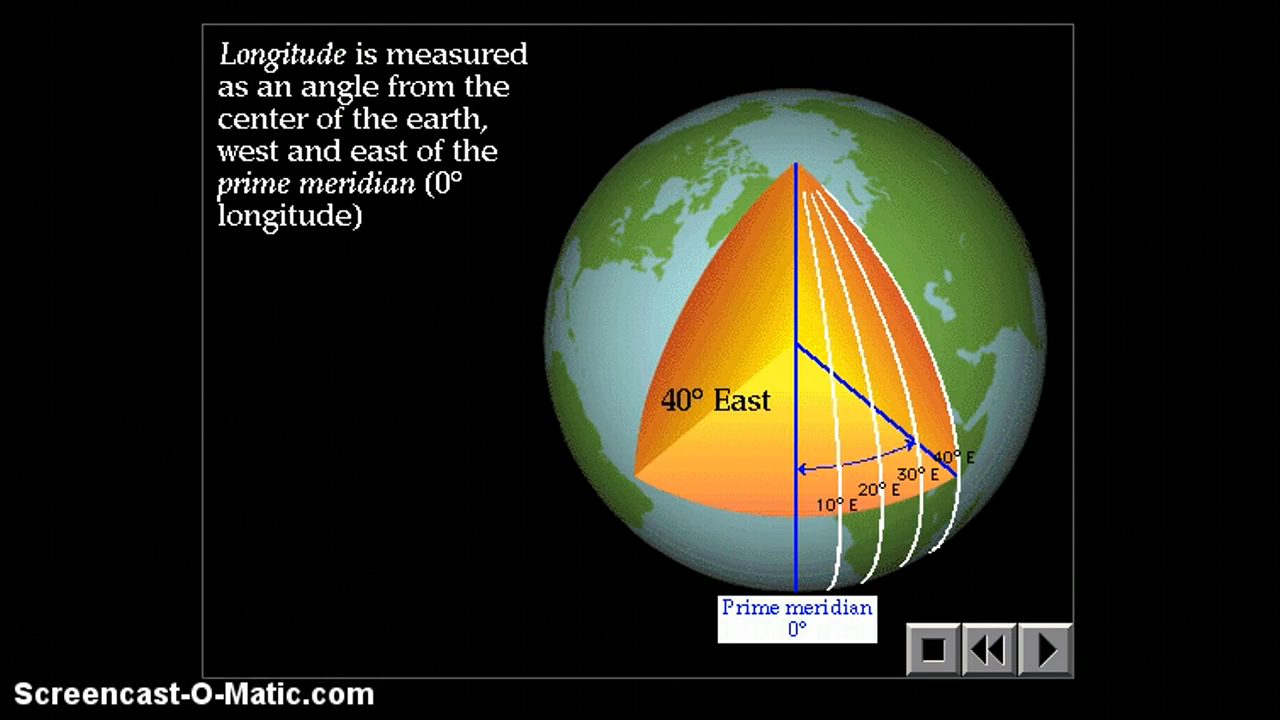 Longitude is measured
as an angle from the
center of the earth,
west and east of the
prime meridian (0°
longitude)
40° East
40° E
30° E
20° E
10° E
Prime meridian
0°
Screencast-O-Matic.com